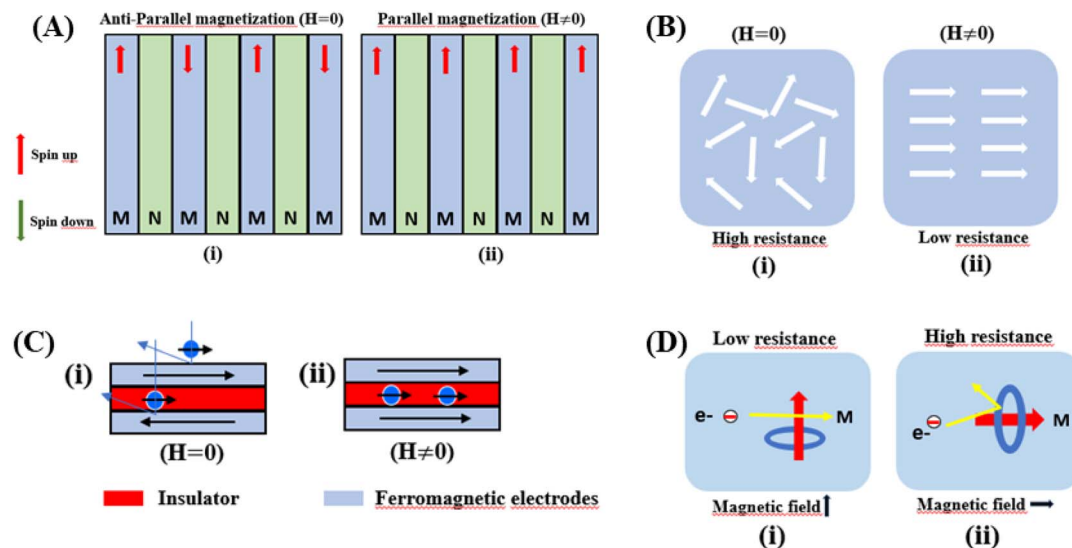 (A)
Anti-Parallel magnetization (H=0)
Parallel magnetization (H≠0)
Spin up
Spin down
M N M N M N M
M N M N M N M
(i)
(ii)
(B)
(H=0)
(H≠0)
High resistance
Low resistance
(i)
(ii)
(C)
(i)
(ii)
(H=0)
(H≠0)
Insulator
Ferromagnetic electrodes
(D)
Low resistance
High resistance
e-
M
e-
M
Magnetic field
Magnetic field
(i)
(ii)